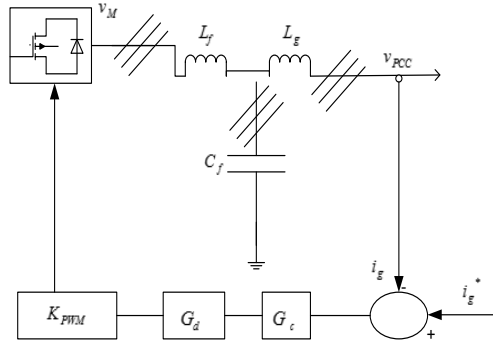 v_M
L_f
L_g
v_PCC
C_f
i_g
-
i_g*
K_PWM
G_d
G_c
+